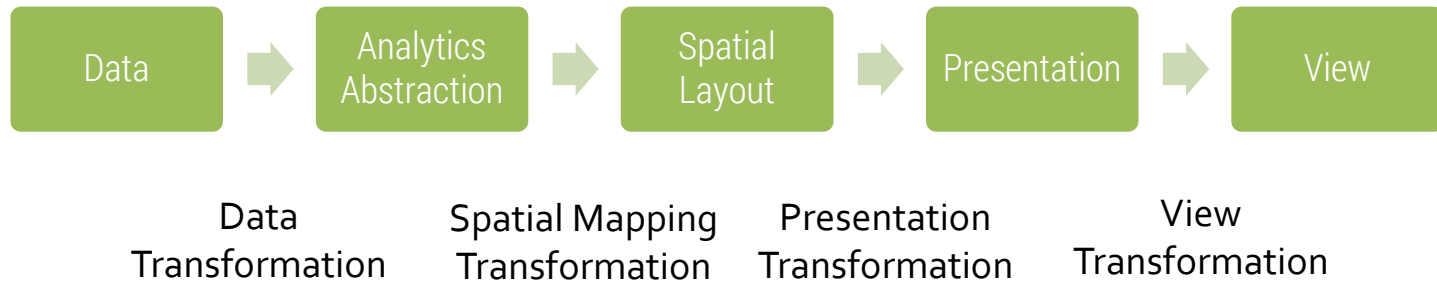 Data
Analytics
Abstraction
Spatial
Layout
Presentation
View
Data
Transformation
Spatial Mapping
Transformation
Presentation
Transformation
View
Transformation